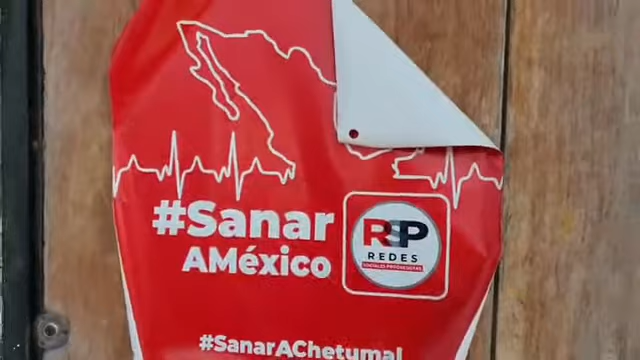 #Sanar
AMéxico
RSP
REDES
SOCIALES PROGRESISTAS
#SanarAChetumal